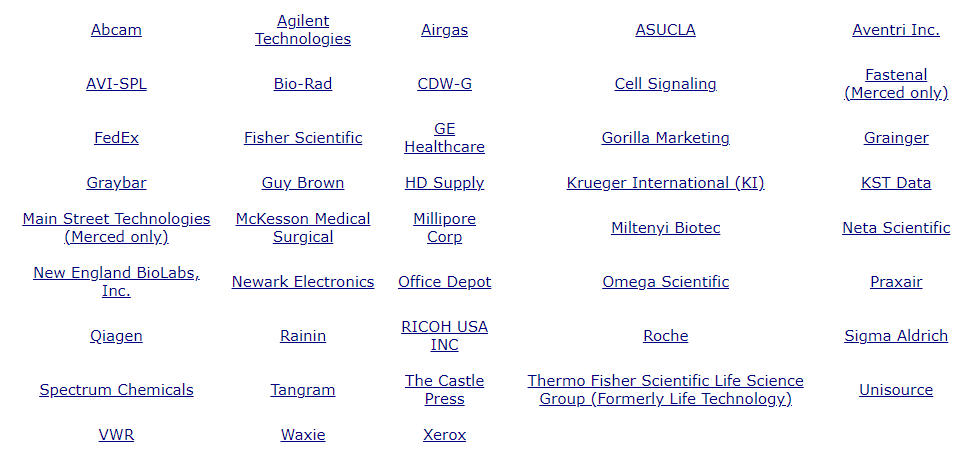 Abcam
Agilent
Technologies
Airgas
ASUCLA
Aventri Inc.
AVI-SPL
Bio-Rad
CDW-G
Cell Signaling
Fastenal
(Merced only)
FedEx
Fisher Scientific
GE
Healthcare
Gorilla Marketing
Grainger
Graybar
Guy Brown
HD Supply
Krueger International (KI)
KST Data
Main Street Technologies
(Merced only)
McKesson Medical
Surgical
Millipore
Corp
Miltenyi Biotec
Neta Scientific
New England BioLabs,
Inc.
Newark Electronics
Office Depot
Omega Scientific
Praxair
Qiagen
Rainin
RICOH USA
INC
Roche
Sigma Aldrich
Spectrum Chemicals
Tangram
The Castle
Press
Thermo Fisher Scientific Life Science
Group (Formerly Life Technology)
Unisource
VWR
Waxie
Xerox